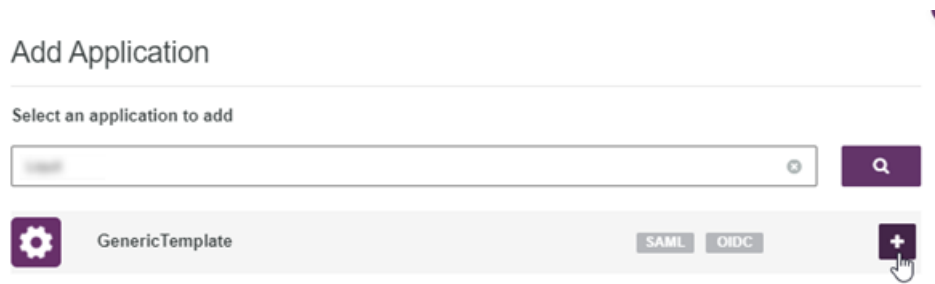 Add Application
Select an application to add
GenericTemplate SAML OIDC